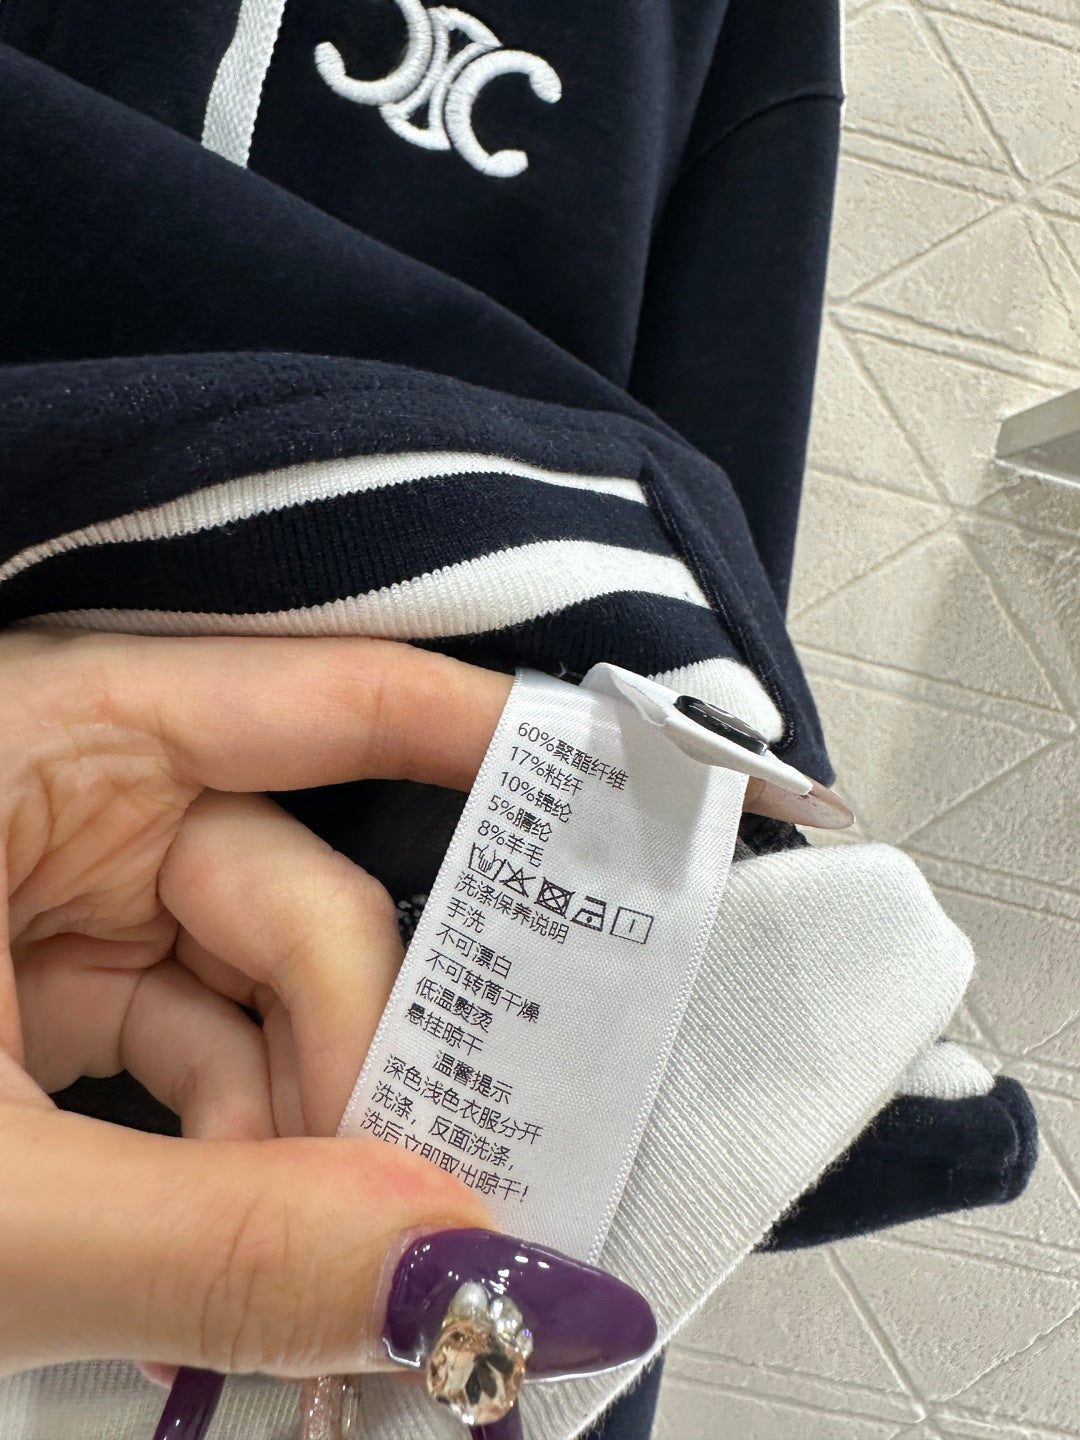 60%聚酯纤维
17%粘纤
10%锦纶
5%腈纶
8%羊毛
洗涤保养说明
手洗
不可漂白
不可转筒干燥
低温熨烫
悬挂晾干
温馨提示
深色浅色衣服分开
洗涤，反面洗涤，
洗后立即取出晾干!